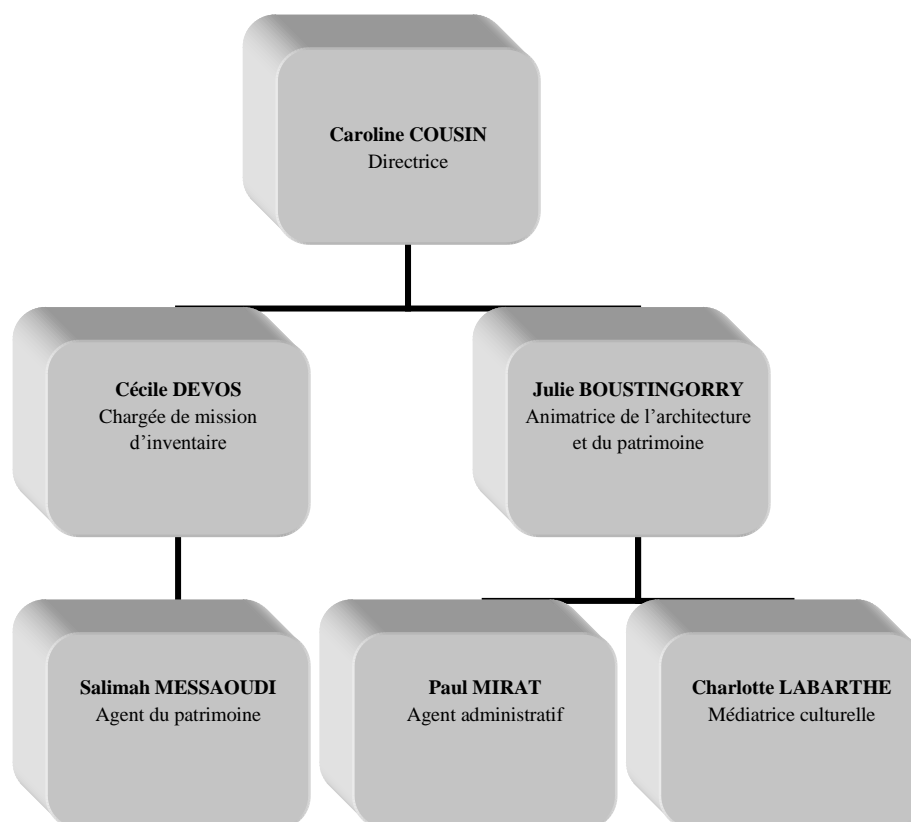 Caroline COUSIN
Directrice
Cécile DEVOS
Chargée de mission
d’inventaire
Julie BOUSTINGORRY
Animatrice de l’architecture
et du patrimoine
Salimah MESSAOUDI
Agent du patrimoine
Paul MIRAT
Agent administratif
Charlotte LABARTHE
Médiatrice culturelle